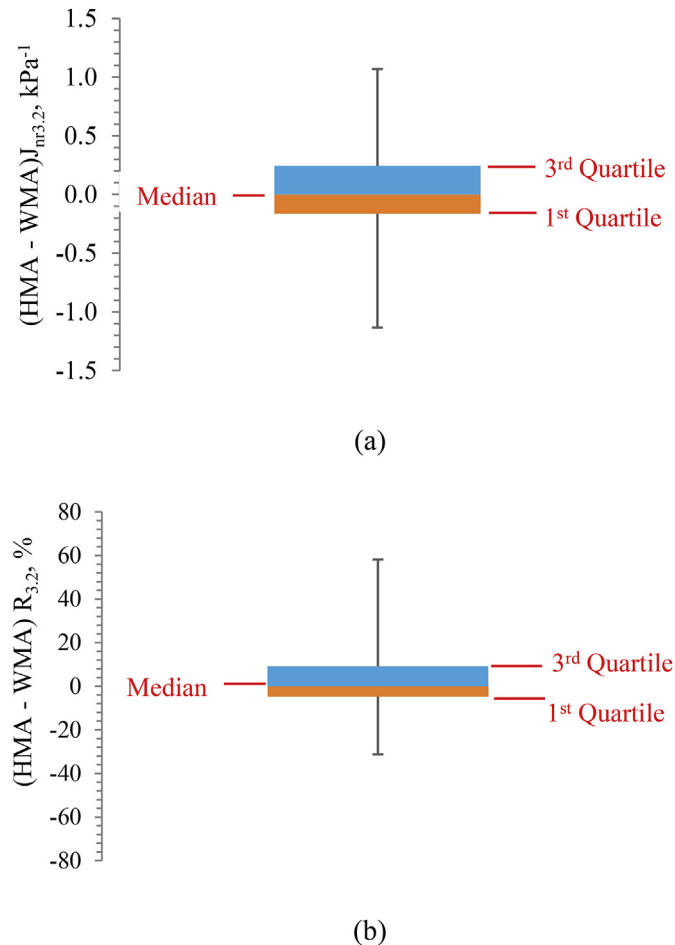 (HMA - WMA)J_nr3.2, kPa⁻¹
1.5
1.0
0.5
0.0
-0.5
-1.0
-1.5
Median
3rd Quartile
1st Quartile
(a)
(HMA - WMA) R_3.2, %
80
60
40
20
0
-20
-40
-60
-80
Median
3rd Quartile
1st Quartile
(b)